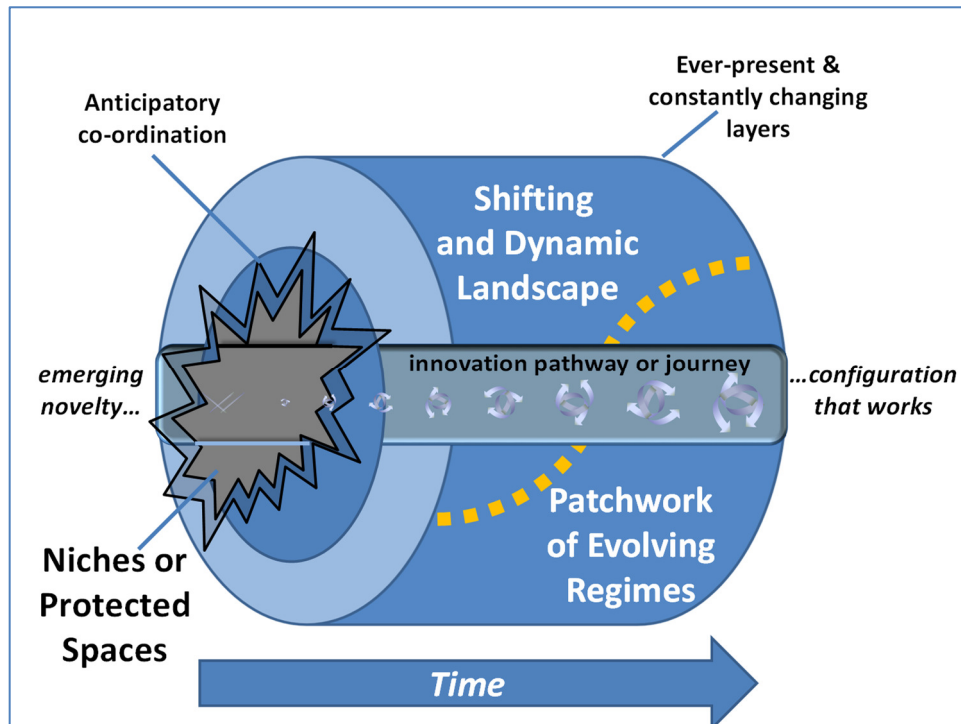 Anticipatory
co-ordination
Ever-present &
constantly changing
layers
Shifting
and Dynamic
Landscape
innovation pathway or journey
emerging
novelty...
...configuration
that works
Patchwork
of Evolving
Regimes
Niches or
Protected
Spaces
Time